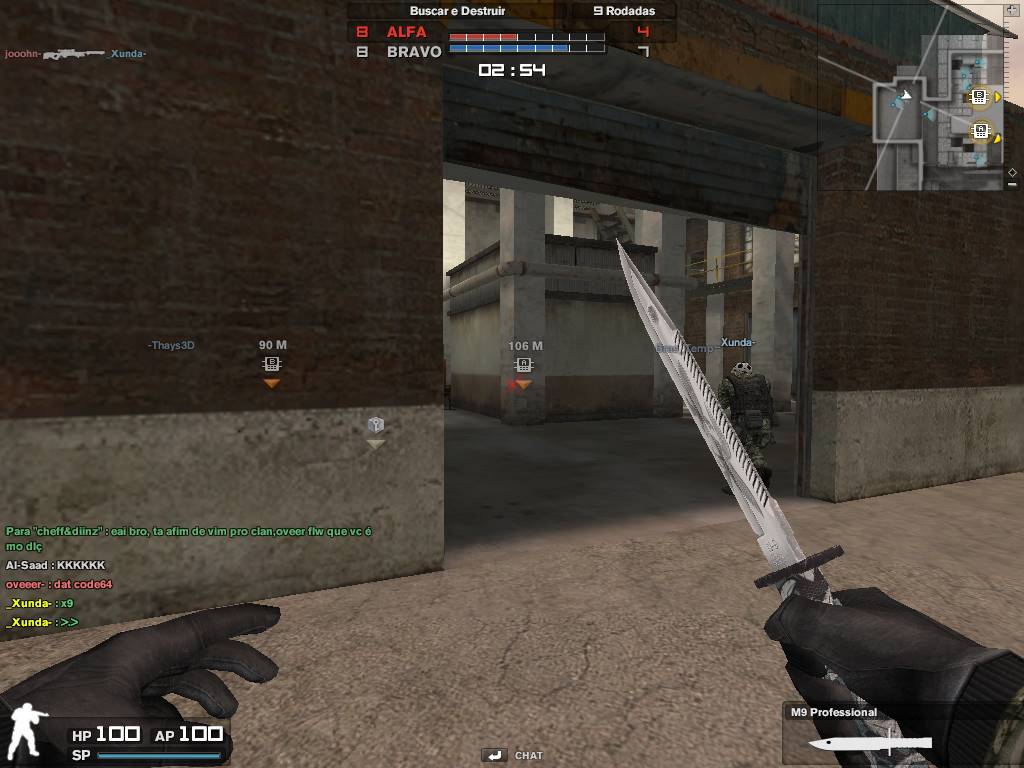 Buscar e Destruir 9 Rodadas
8 ALFA 4
8 BRAVO 7
02:54
jooohn- _Xunda-
B
A
-Thays3D
90 M
B
106 M
A
_Xunda-
Para "cheff&diinz" : eai bro, ta afim de vim pro clan,oveer flw que vc é
mo dlç
Al-Saad : KKKKKK
oveeer- : dat code64
_Xunda- : x9
_Xunda- : >>
HP 100 AP 100
SP
CHAT
M9 Professional